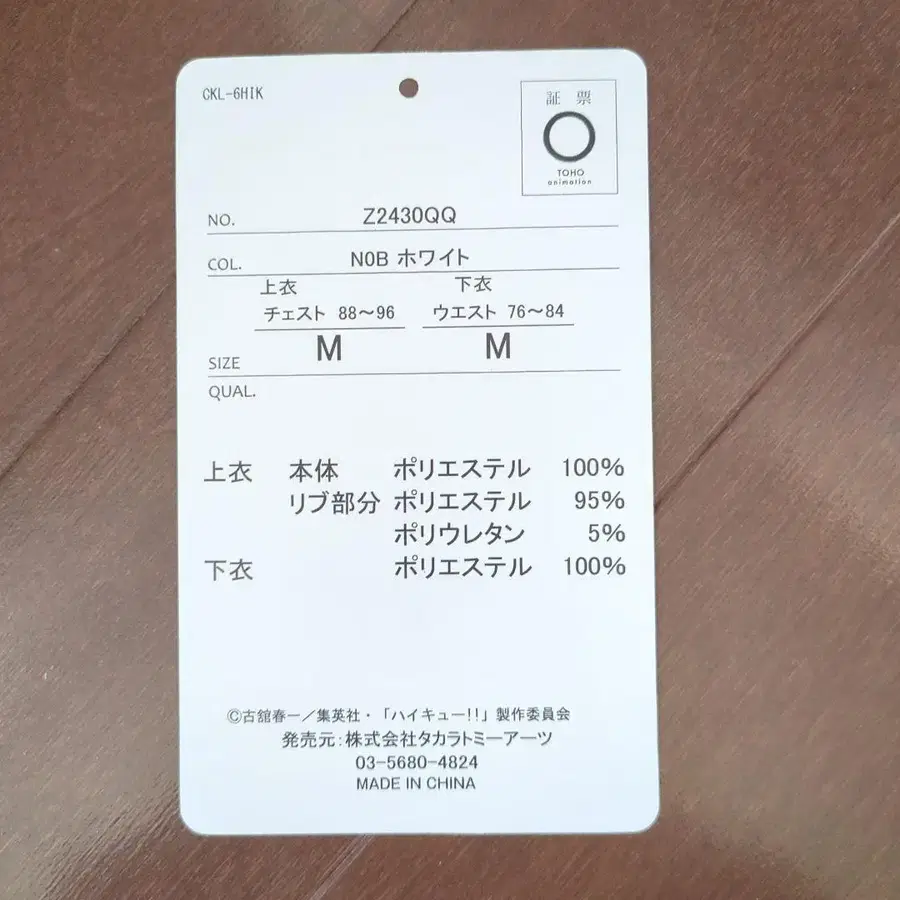 CKL-6HIK
証 票
TOHO
animation
NO. Z2430QQ
COL. N0B ホワイト
上衣 下衣
チェスト 88～96 ウエスト 76～84
SIZE M M
QUAL.
上衣 本体 ポリエステル 100%
リブ部分 ポリエステル 95%
ポリウレタン 5%
下衣 ポリエステル 100%
©古舘春一／集英社・「ハイキュー!!」製作委員会
発売元:株式会社タカラトミーアーツ
03-5680-4824
MADE IN CHINA